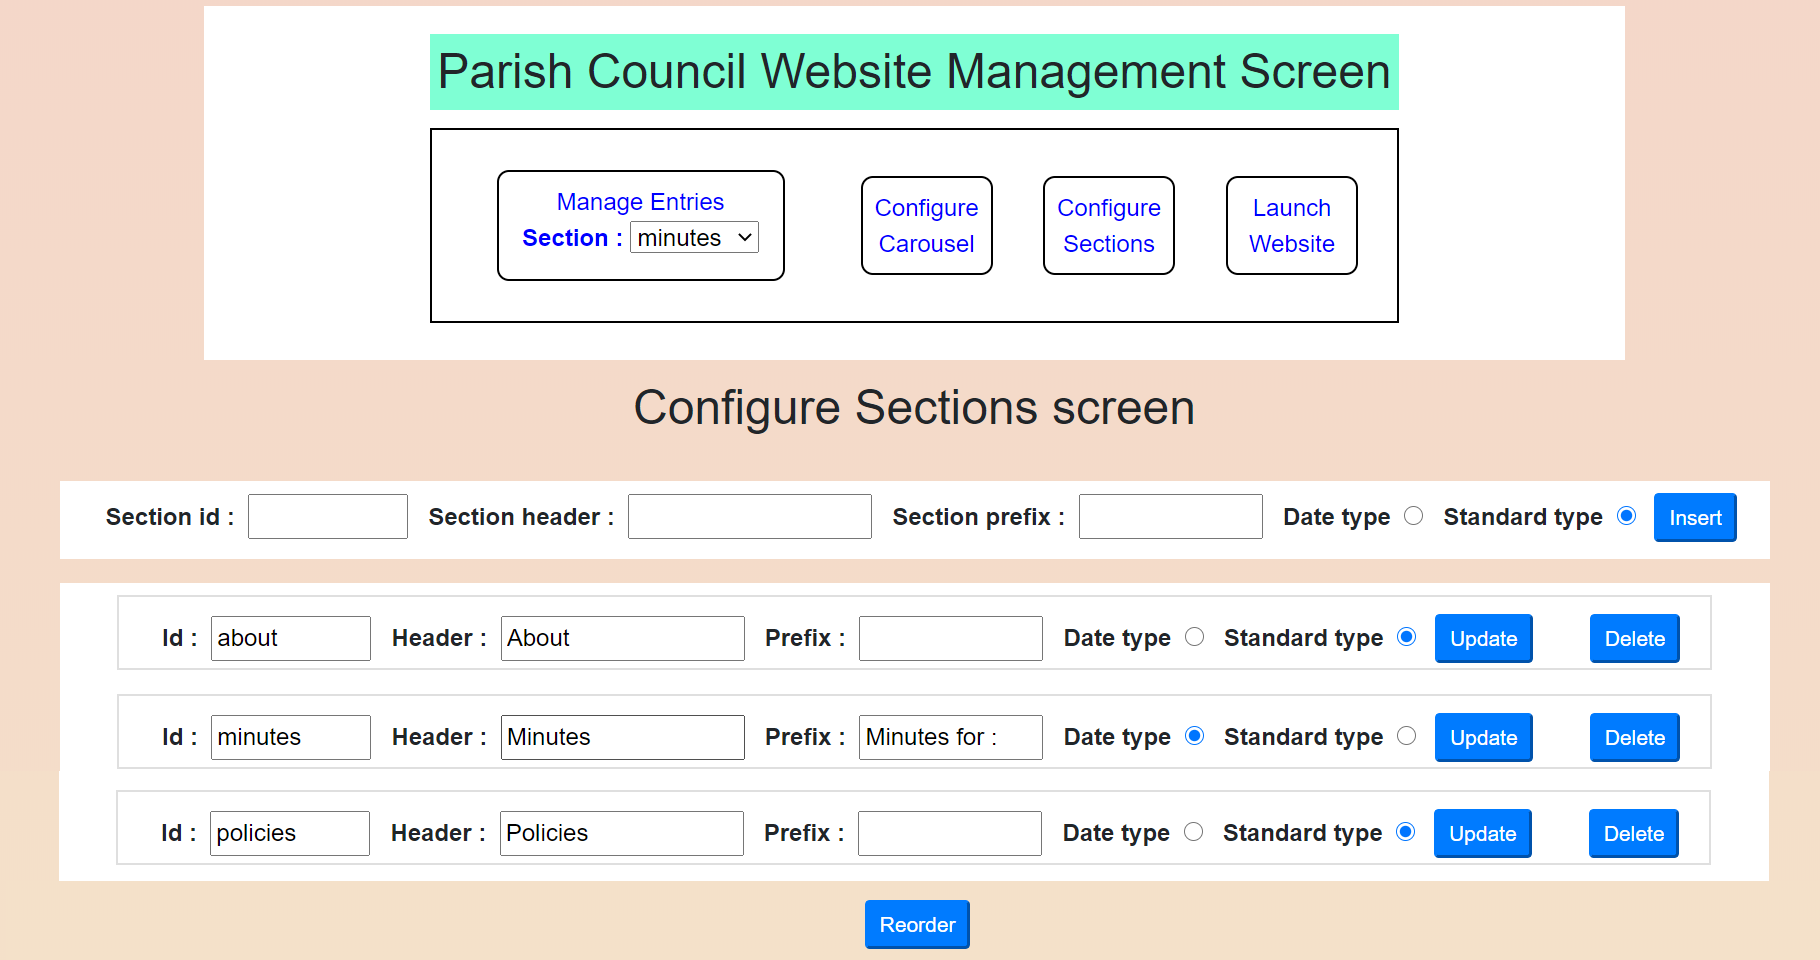 Parish Council Website Management Screen
Manage Entries
Section : minutes
Configure
Carousel
Configure
Sections
Launch
Website
Configure Sections screen
Section id : Section header : Section prefix : Date type Standard type Insert
Id : about Header : About Prefix : Date type Standard type Update Delete
Id : minutes Header : Minutes Prefix : Minutes for : Date type Standard type Update Delete
Id : policies Header : Policies Prefix : Date type Standard type Update Delete
Reorder